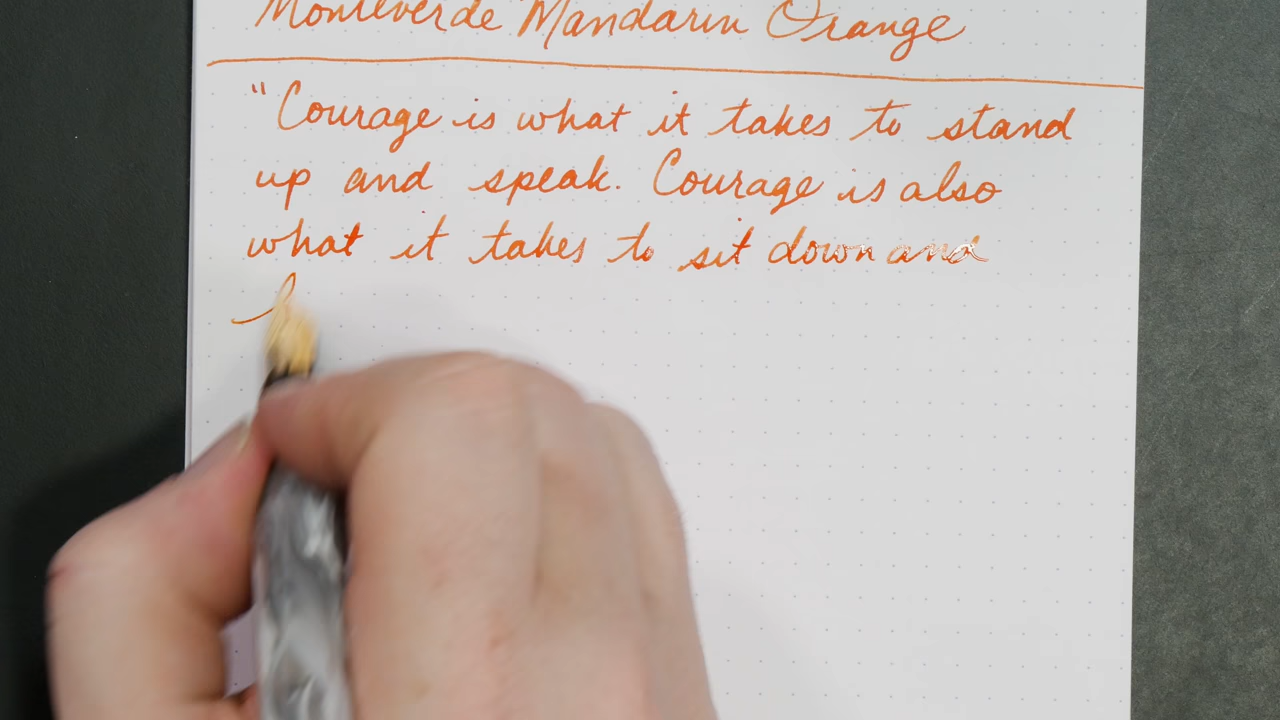 Monteverde Mandarin Orange
"Courage is what it takes to stand
up and speak. Courage is also
what it takes to sit down and